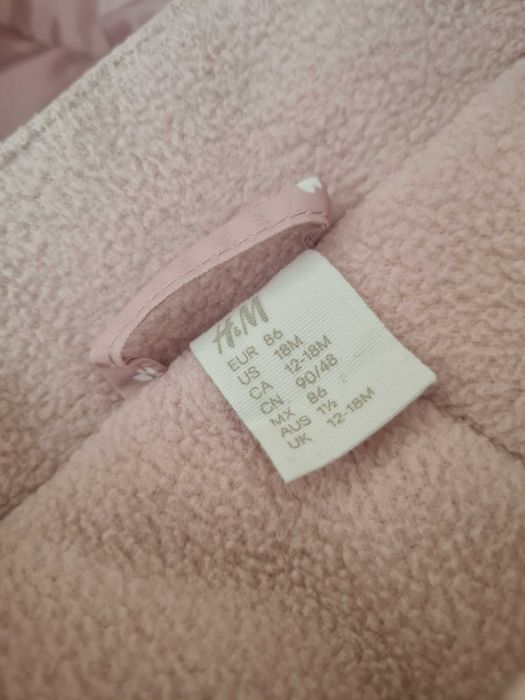 H&M
EUR 86
US 18M
CA 12-18M
CN 90/48
MX 86
AUS 1½
UK 12-18M